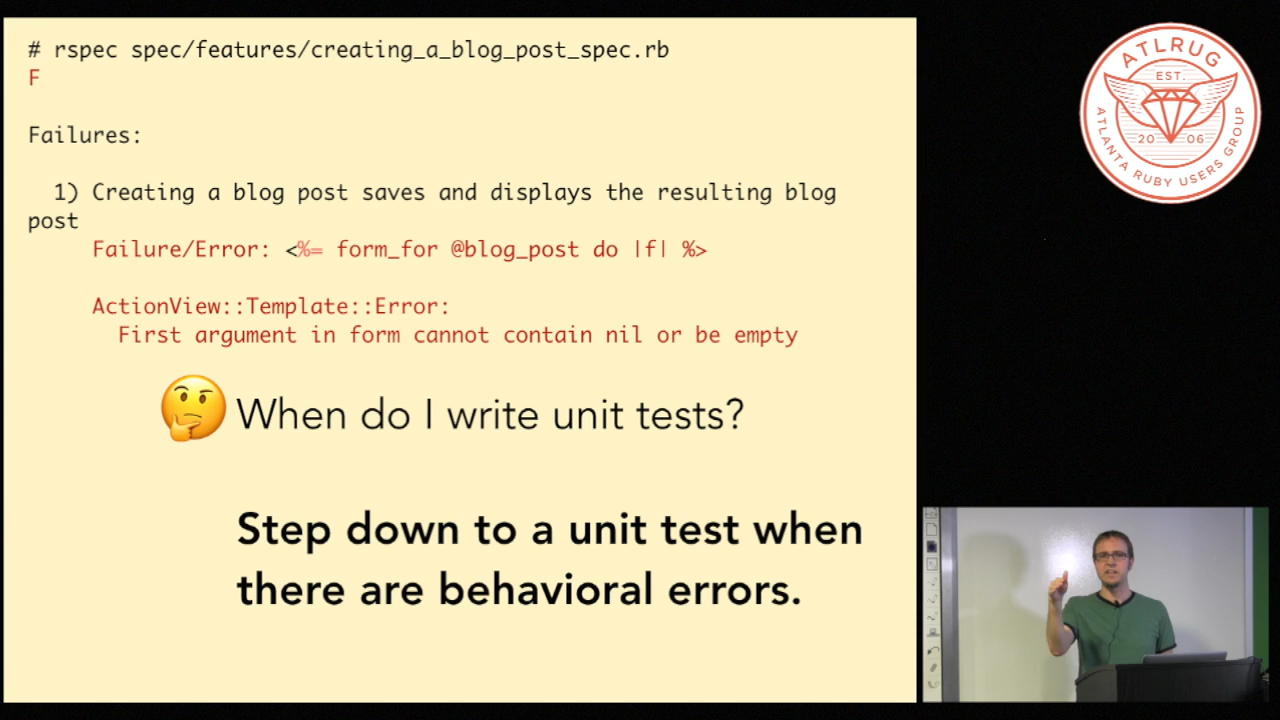 # rspec spec/features/creating_a_blog_post_spec.rb
F
Failures:
1) Creating a blog post saves and displays the resulting blog
post
Failure/Error: <%= form_for @blog_post do |f| %>
ActionView::Template::Error:
First argument in form cannot contain nil or be empty
When do I write unit tests?
Step down to a unit test when
there are behavioral errors.
ATLRUG
EST.
20 06
ATLANTA RUBY USERS GROUP